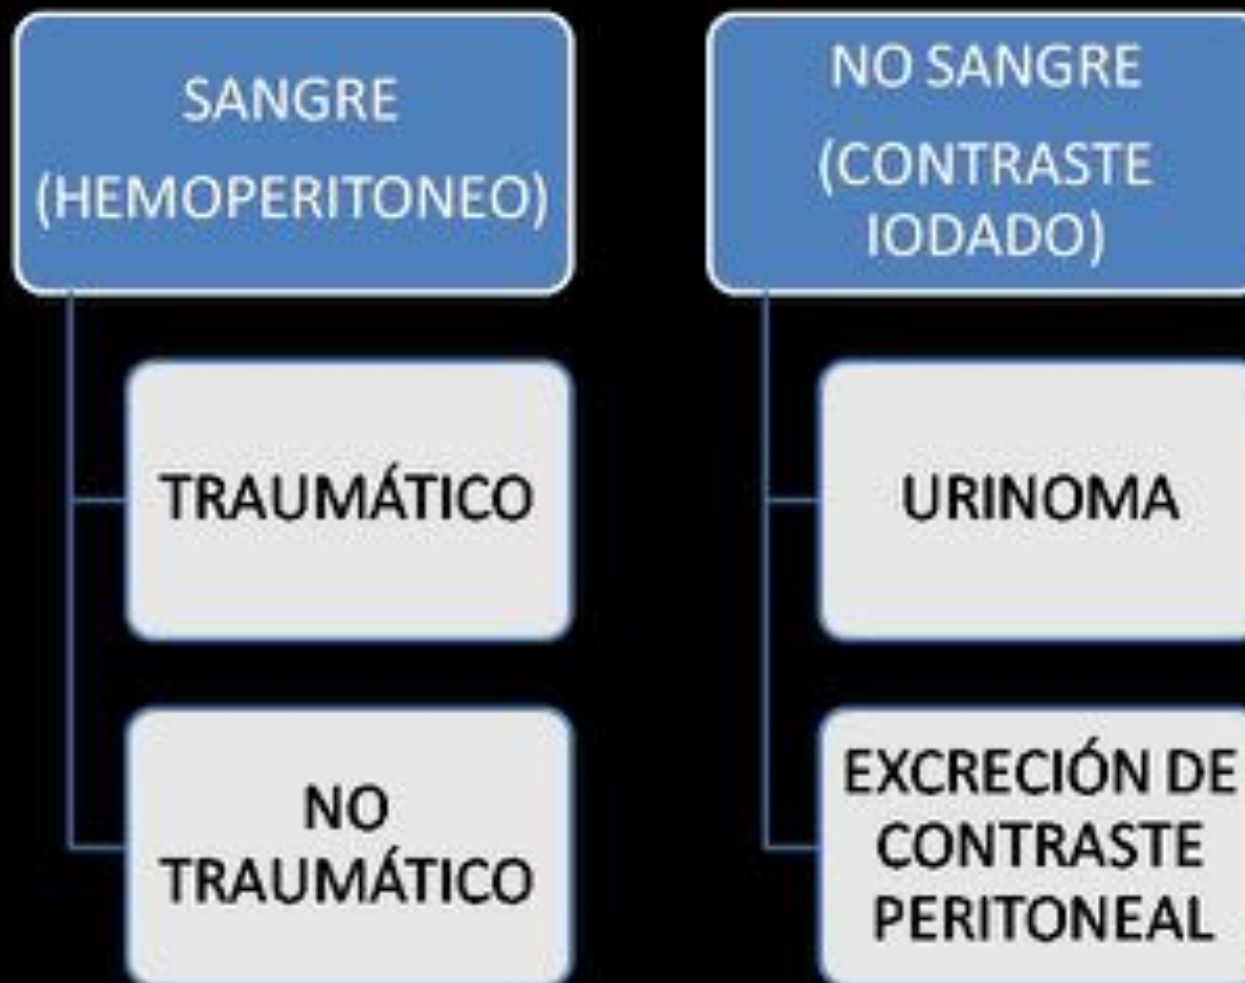 SANGRE
(HEMOPERITONEO)
TRAUMÁTICO
NO
TRAUMÁTICO
NO SANGRE
(CONTRASTE
IODADO)
URINOMA
EXCRECIÓN DE
CONTRASTE
PERITONEAL